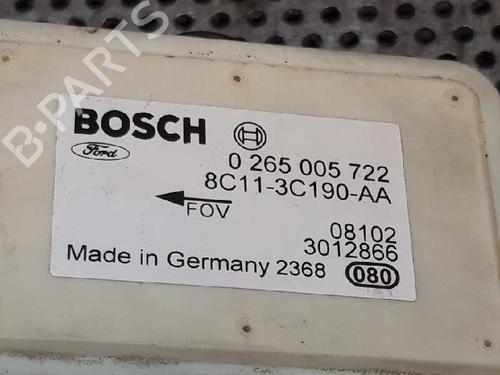 B-PARTS
BOSCH
Ford
0 265 005 722
8C11-3C190-AA
FOV
08102
3012866
Made in Germany 2368
080